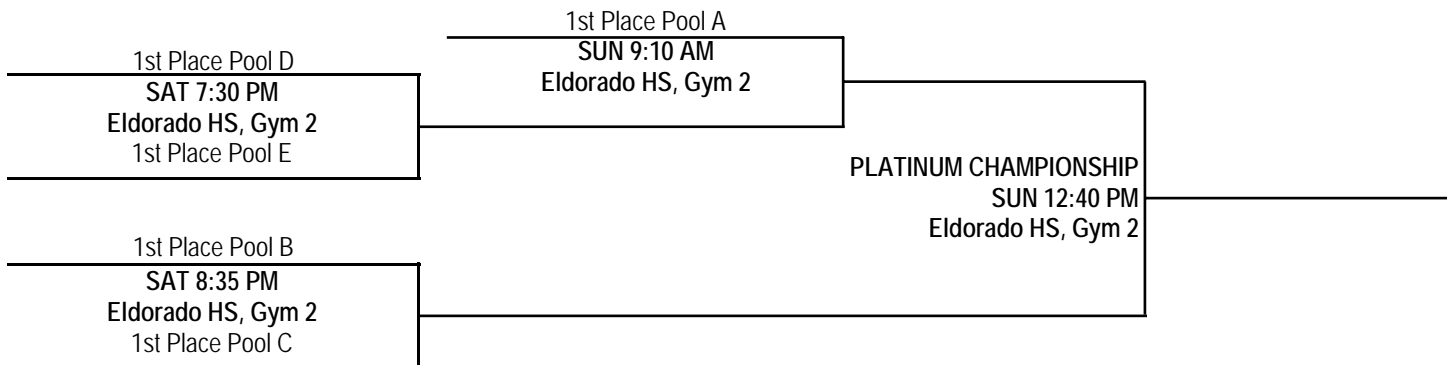 1st Place Pool A
SUN 9:10 AM
Eldorado HS, Gym 2
1st Place Pool D
SAT 7:30 PM
Eldorado HS, Gym 2
1st Place Pool E
PLATINUM CHAMPIONSHIP
SUN 12:40 PM
Eldorado HS, Gym 2
1st Place Pool B
SAT 8:35 PM
Eldorado HS, Gym 2
1st Place Pool C